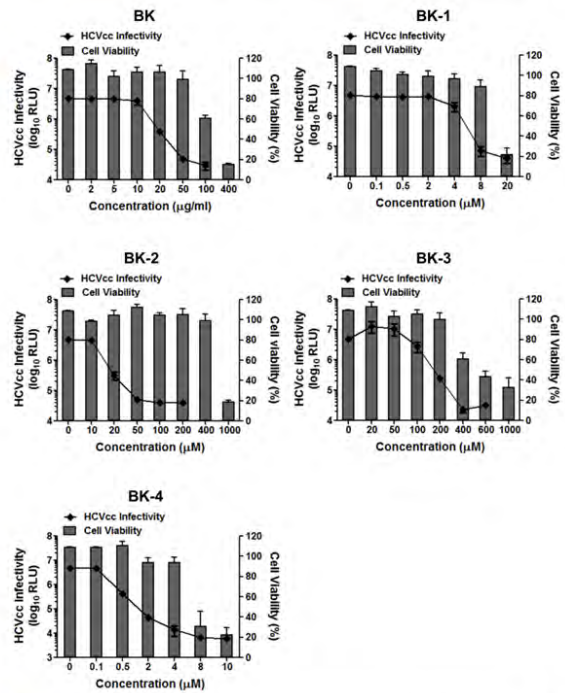 BK
HCVcc Infectivity
Cell Viability
HCVcc Infectivity
(log10 RLU)
8
7
6
5
4
120
100
80
60
40
20
0
Cell Viability (%)
0 2 5 10 20 50 100 400
Concentration (µg/ml)
BK-1
HCVcc Infectivity
Cell Viability
HCVcc Infectivity
(log10 RLU)
8
7
6
5
4
120
100
80
60
40
20
0
Cell Viability (%)
0 0.1 0.5 2 4 8 20
Concentration (µM)
BK-2
HCVcc Infectivity
Cell Viability
HCVcc Infectivity
(log10 RLU)
8
7
6
5
4
120
100
80
60
40
20
0
Cell viability (%)
0 10 20 50 100 200 400 1000
Concentration (µM)
BK-3
HCVcc Infectivity
Cell Viability
HCVcc Infectivity
(log10 RLU)
8
7
6
5
4
120
100
80
60
40
20
0
Cell Viability (%)
0 20 50 100 200 400 600 1000
Concentration (µM)
BK-4
HCVcc Infectivity
Cell Viability
HCVcc Infectivity
(log10 RLU)
8
7
6
5
4
3
120
100
80
60
40
20
0
Cell Viability (%)
0 0.1 0.5 2 4 8 10
Concentration (µM)